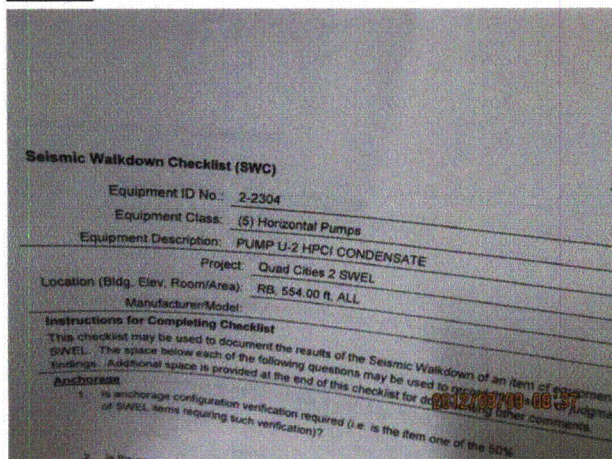 Seismic Walkdown Checklist (SWC)
Equipment ID No.: 2-2304
Equipment Class: (5) Horizontal Pumps
Equipment Description: PUMP U-2 HPCI CONDENSATE
Project: Quad Cities 2 SWEL
Location (Bldg, Elev, Room/Area): RB, 554.00 ft, ALL
Manufacturer/Model:
Instructions for Completing Checklist
This checklist may be used to document the results of the Seismic Walkdown of an item of equipment
SWEL. The space below each of the following questions may be used to
findings. Additional space is provided at the end of this checklist for other comments.
Anchorage
1. Is anchorage configuration verification required (i.e. is the item one of the 50%
of SWEL items requiring such verification)?
2.